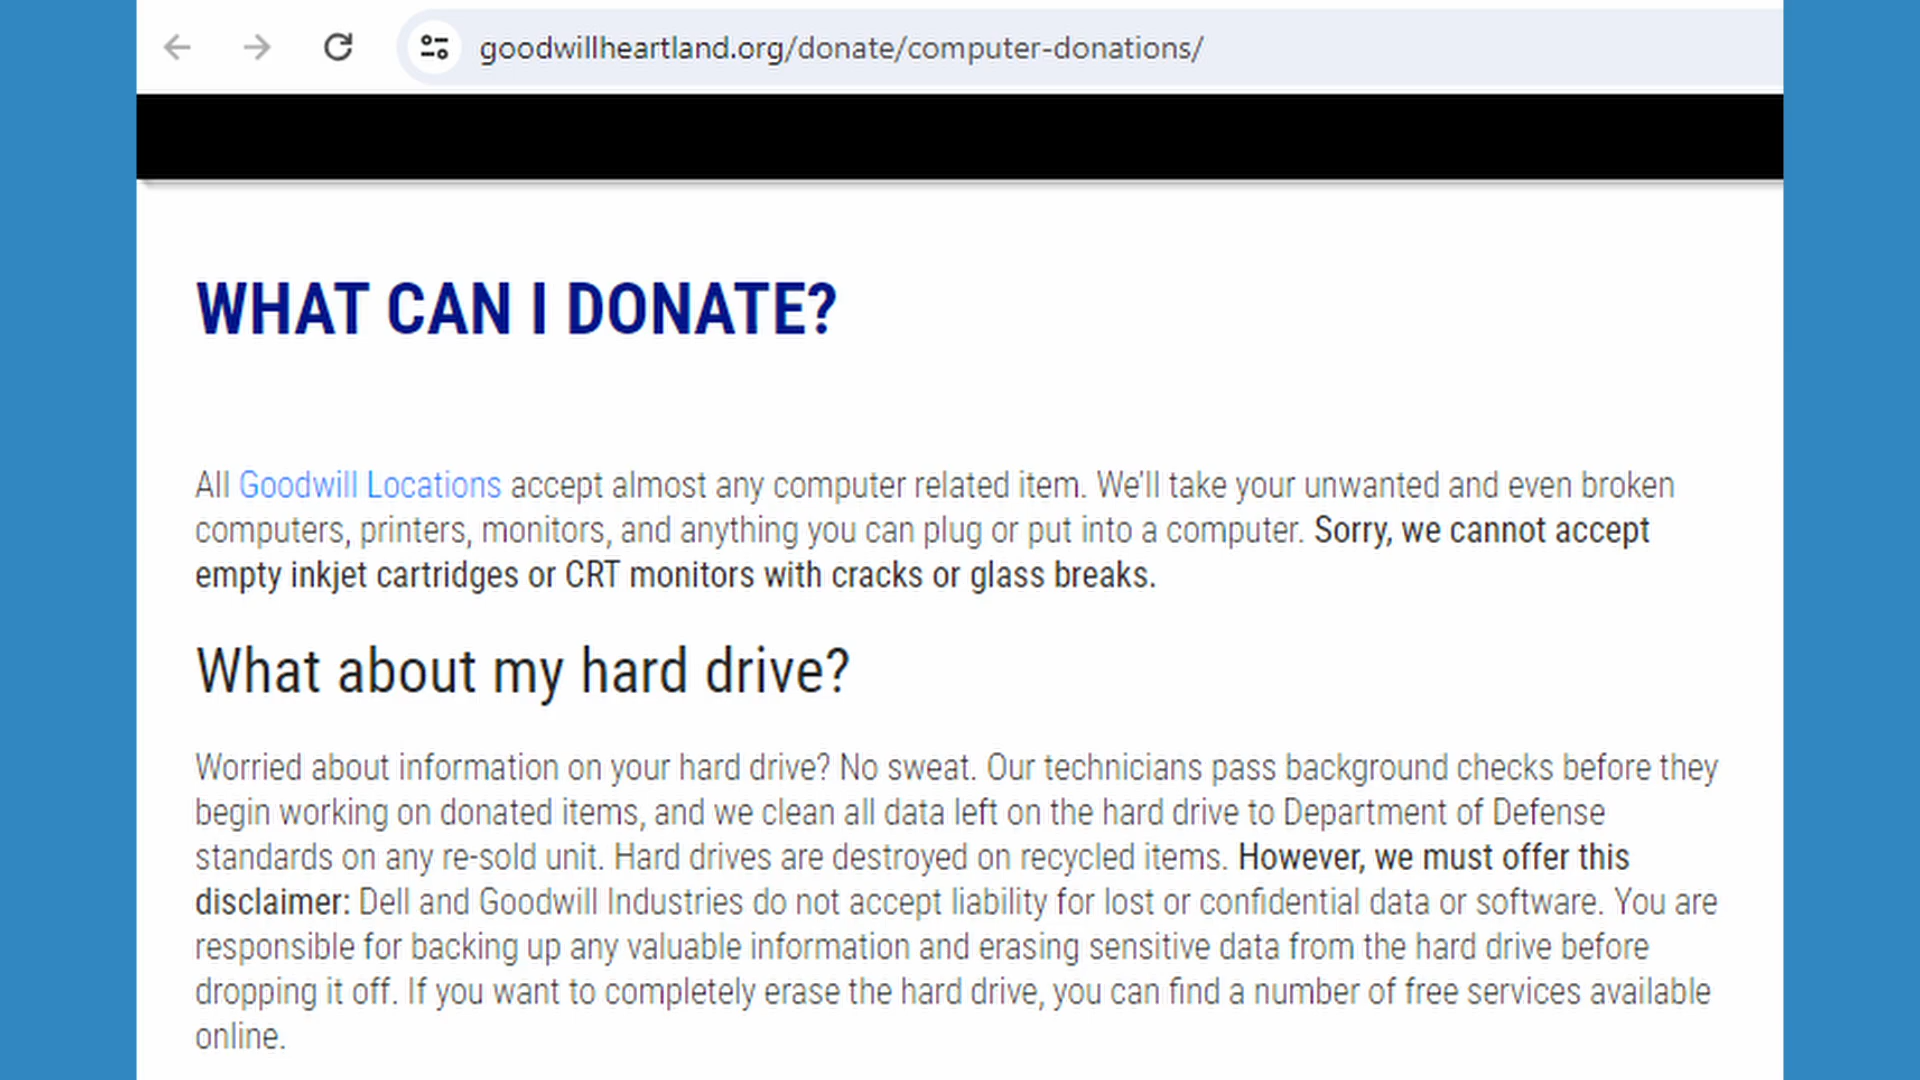 goodwillheartland.org/donate/computer-donations/
WHAT CAN I DONATE?
All Goodwill Locations accept almost any computer related item. We'll take your unwanted and even broken
computers, printers, monitors, and anything you can plug or put into a computer. Sorry, we cannot accept
empty inkjet cartridges or CRT monitors with cracks or glass breaks.
What about my hard drive?
Worried about information on your hard drive? No sweat. Our technicians pass background checks before they
begin working on donated items, and we clean all data left on the hard drive to Department of Defense
standards on any re-sold unit. Hard drives are destroyed on recycled items. However, we must offer this
disclaimer: Dell and Goodwill Industries do not accept liability for lost or confidential data or software. You are
responsible for backing up any valuable information and erasing sensitive data from the hard drive before
dropping it off. If you want to completely erase the hard drive, you can find a number of free services available
online.